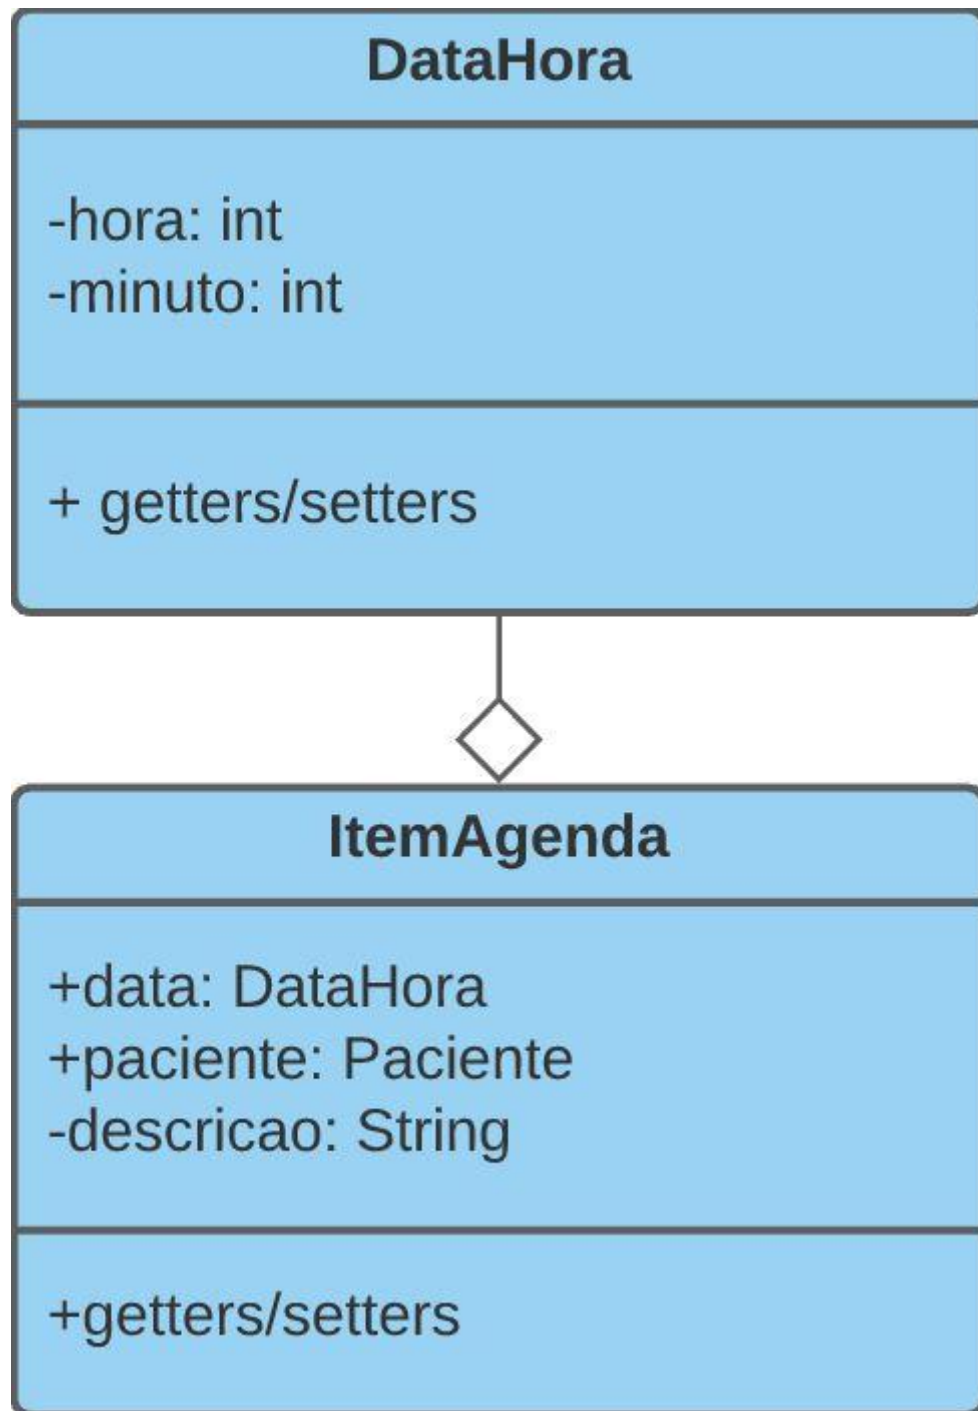 DataHora
-hora: int
-minuto: int
+ getters/setters
ItemAgenda
+data: DataHora
+paciente: Paciente
-descricao: String
+getters/setters